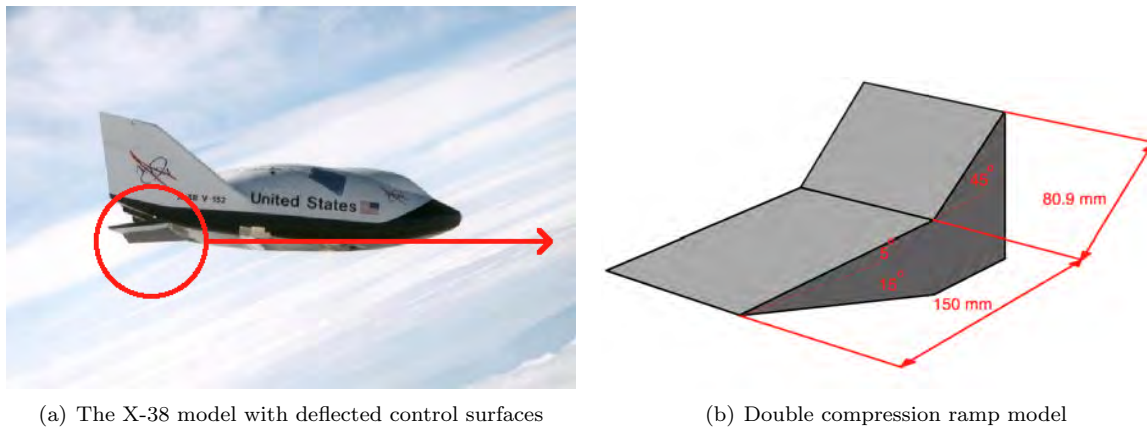 United States
45°
80.9 mm
15°
150 mm
(a) The X-38 model with deflected control surfaces
(b) Double compression ramp model